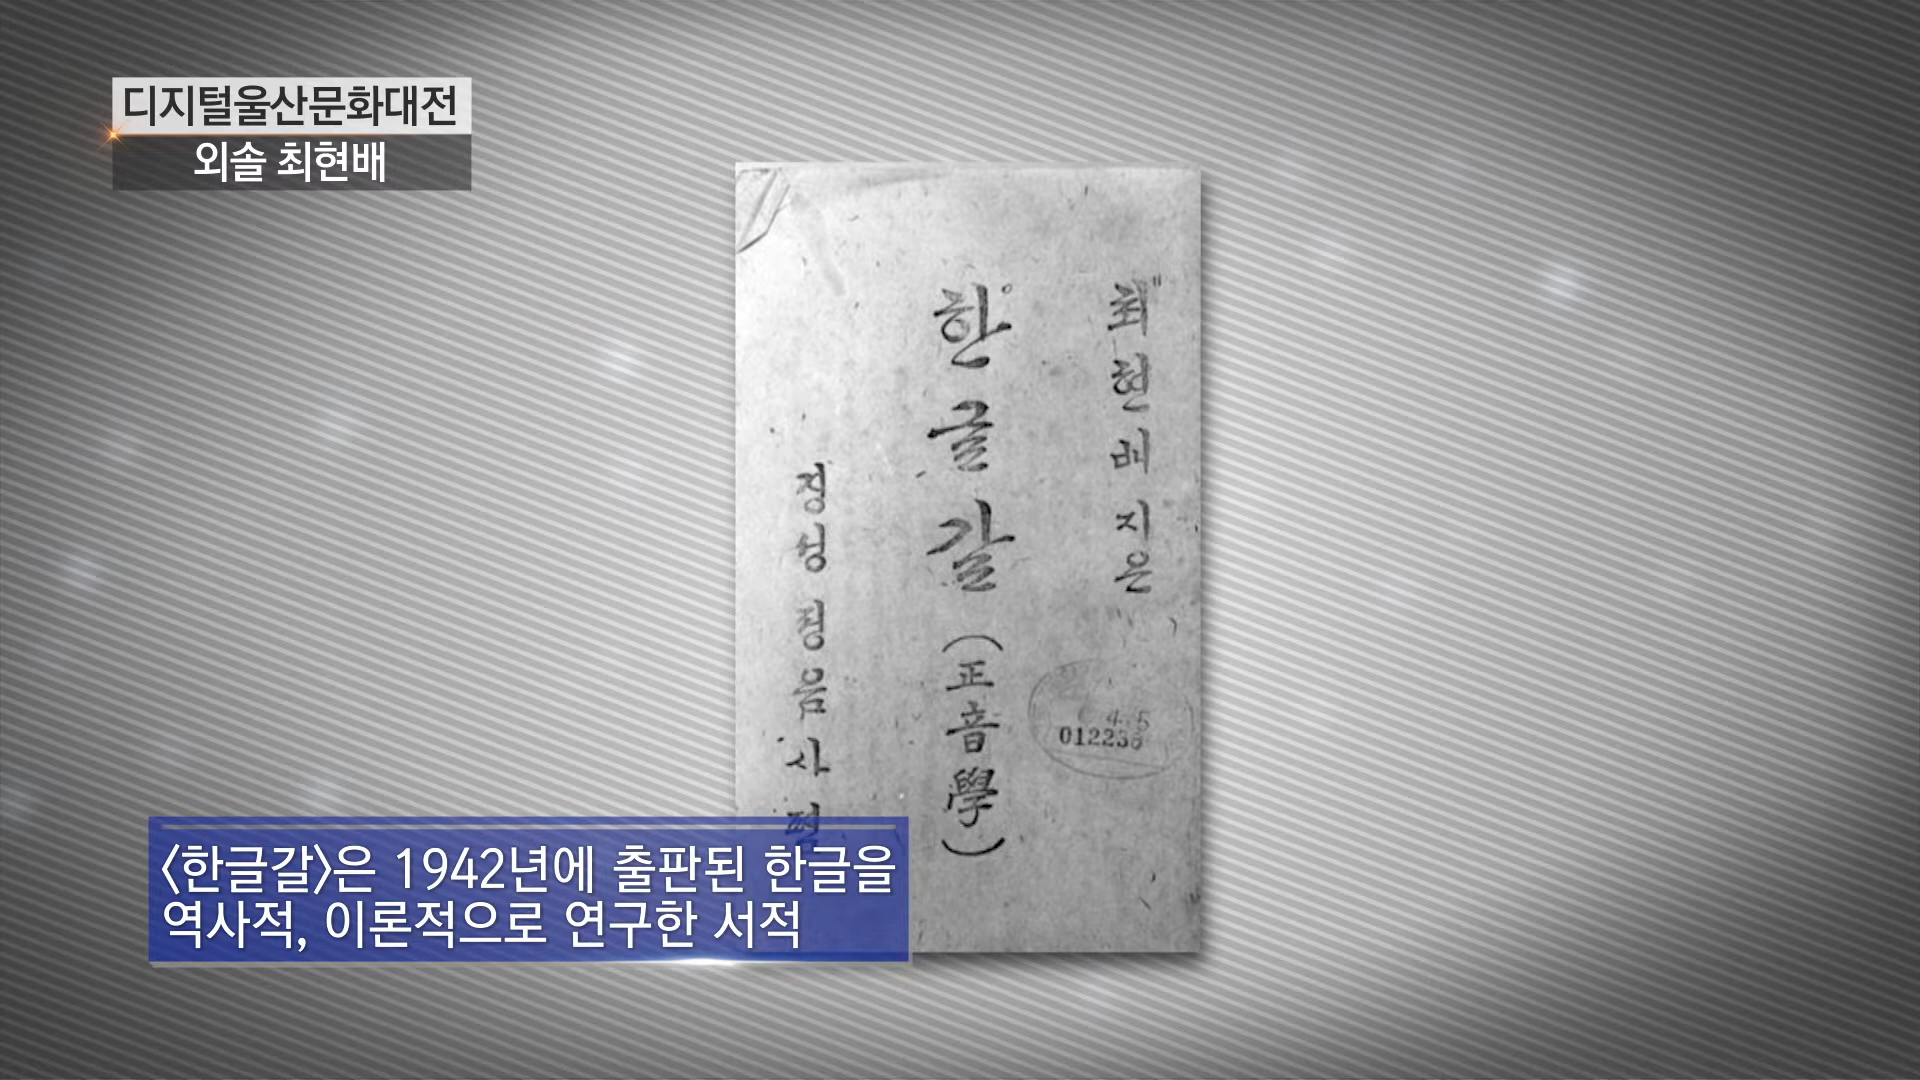 디지털울산문화대전
외솔 최현배
최현배 지은
한글갈 (正音學)
경성 정음사 펴
4. 5
〈한글갈〉은 1942년에 출판된 한글을
역사적, 이론적으로 연구한 서적